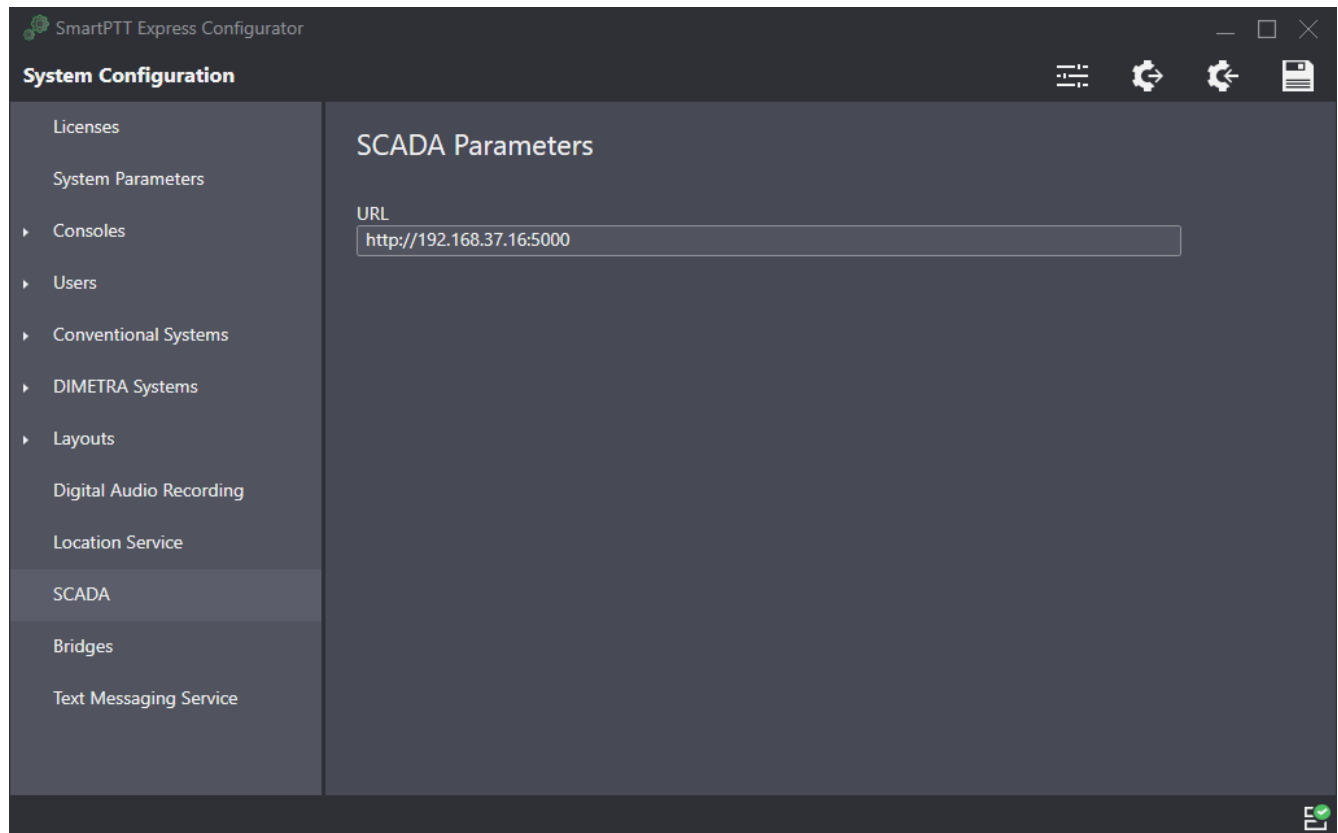 SmartPTT Express Configurator
System Configuration
Licenses
System Parameters
Consoles
Users
Conventional Systems
DIMETRA Systems
Layouts
Digital Audio Recording
Location Service
SCADA
Bridges
Text Messaging Service
SCADA Parameters
URL
http://192.168.37.16:5000